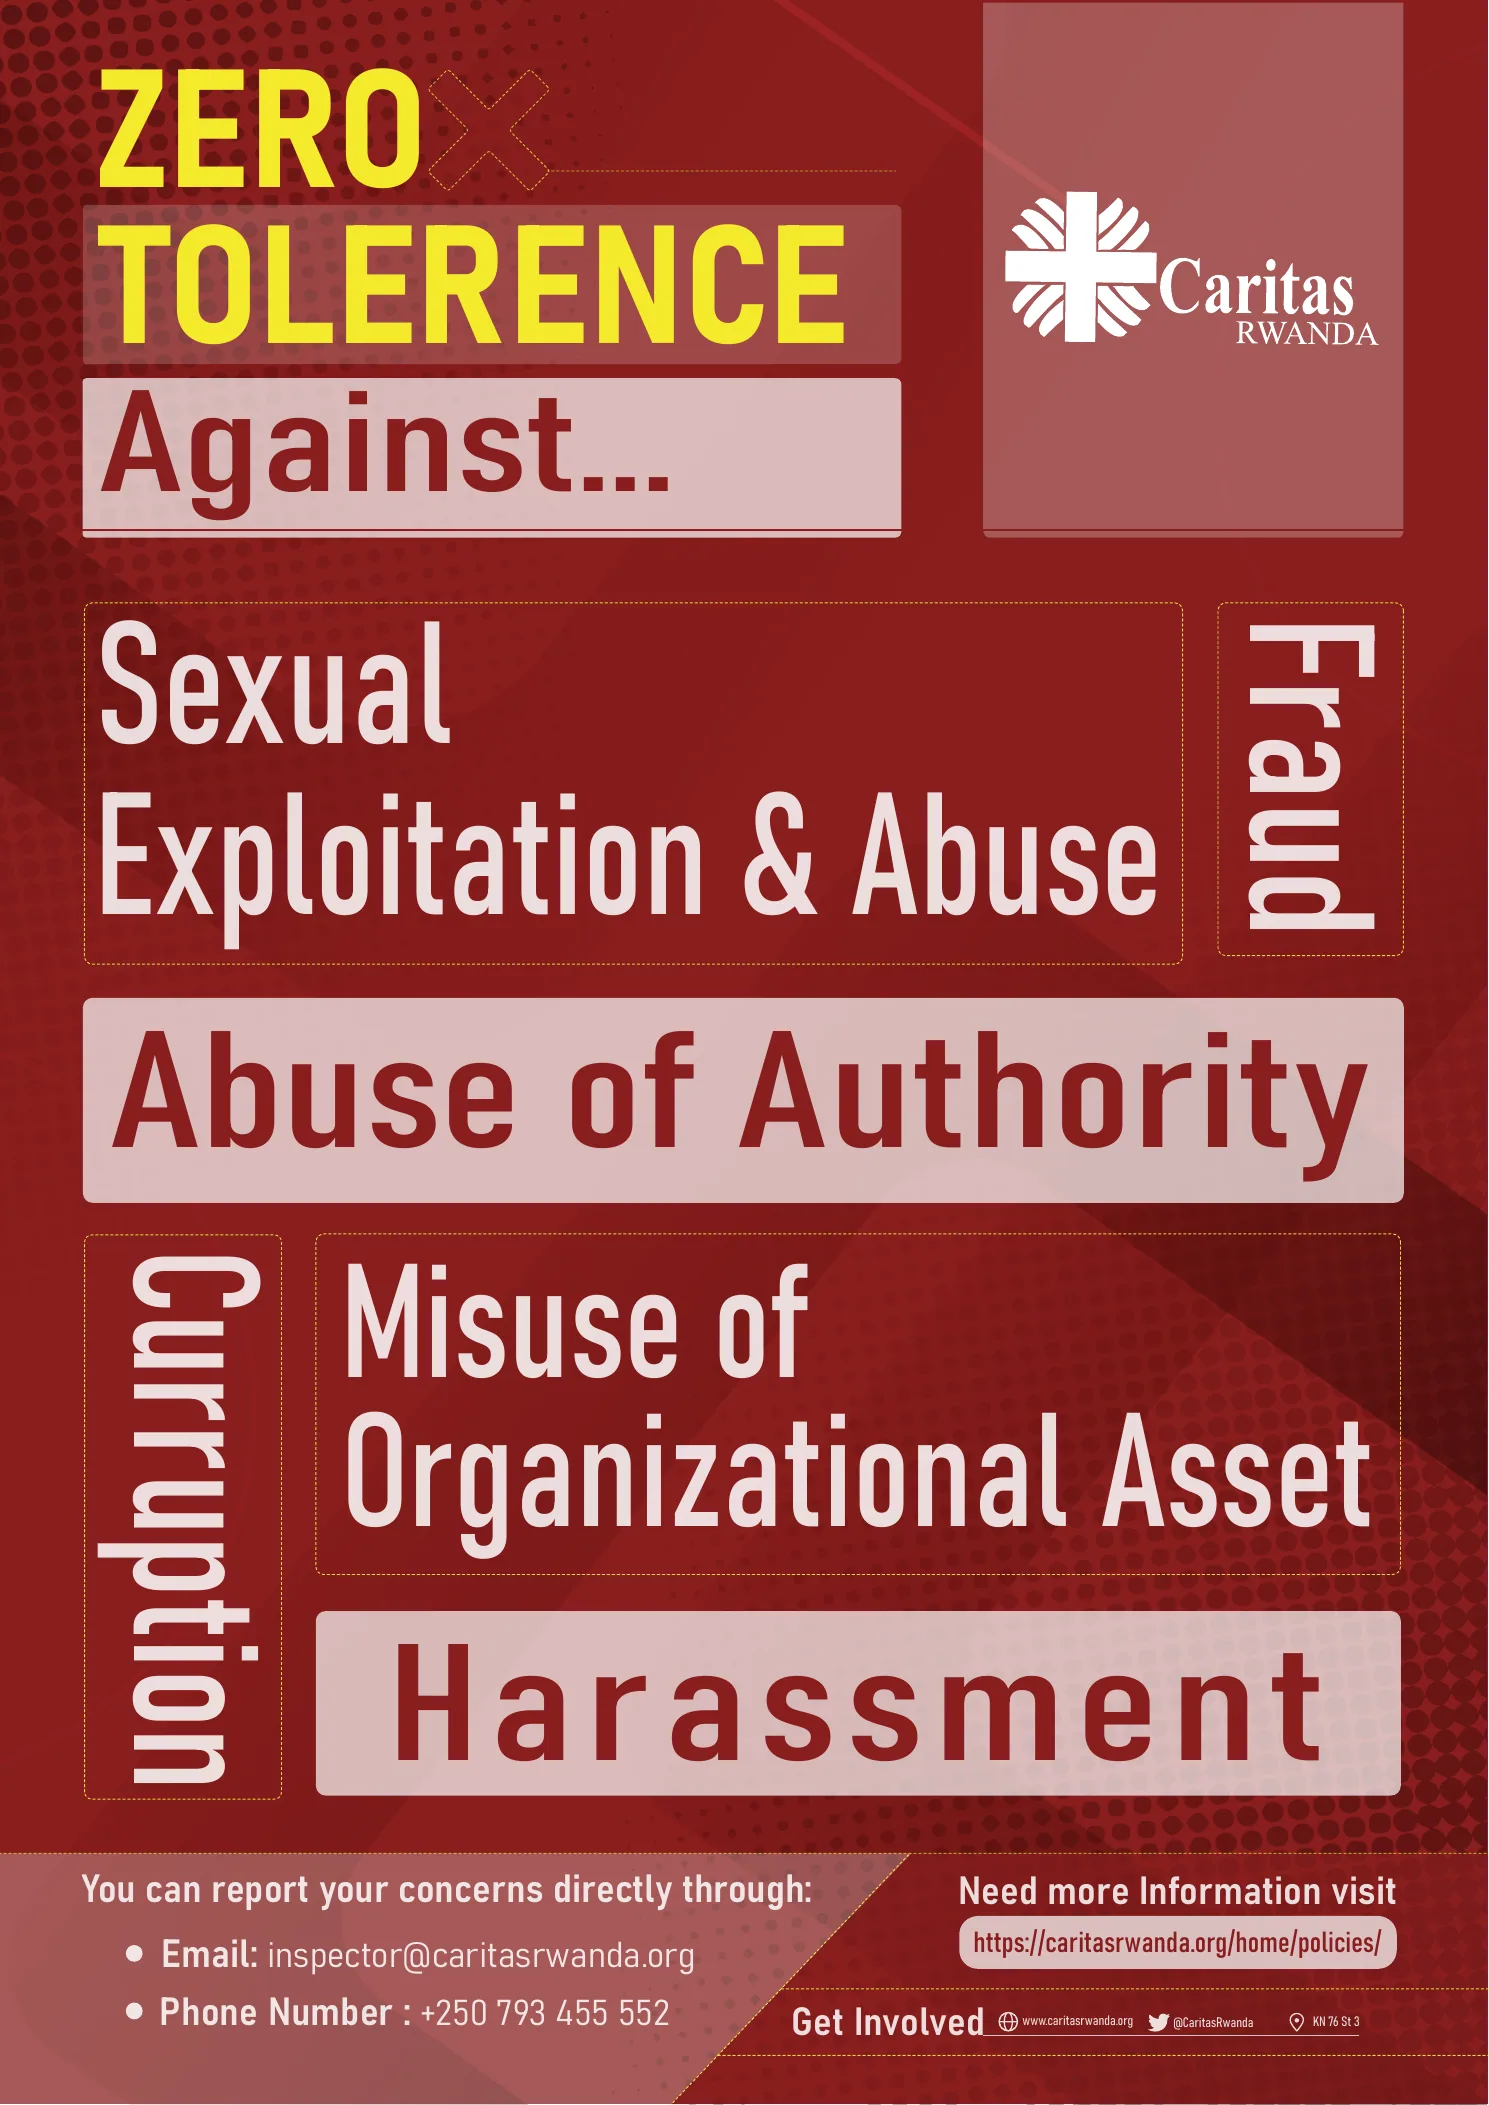 ZERO
TOLERENCE
Against...
Caritas
RWANDA
Sexual
Exploitation & Abuse
Fraud
Abuse of Authority
Curruption
Misuse of
Organizational Asset
Harassment
You can report your concerns directly through:
• Email: inspector@caritasrwanda.org
• Phone Number : +250 793 455 552
Need more Information visit
https://caritasrwanda.org/home/policies/
Get Involved www.caritasrwanda.org @CaritasRwanda KN 76 St 3